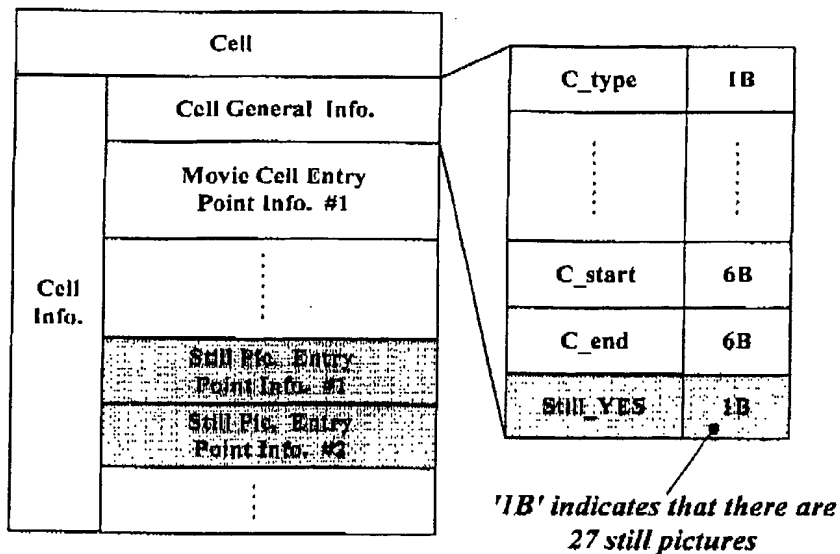 Cell
Cell General Info.
Movie Cell Entry
Point Info. #1
Cell
Info.
Still Pic. Entry
Point Info. #1
Still Pic. Entry
Point Info. #2
C_type 1B
C_start 6B
C_end 6B
Still_YES 1B
'1B' indicates that there are
27 still pictures